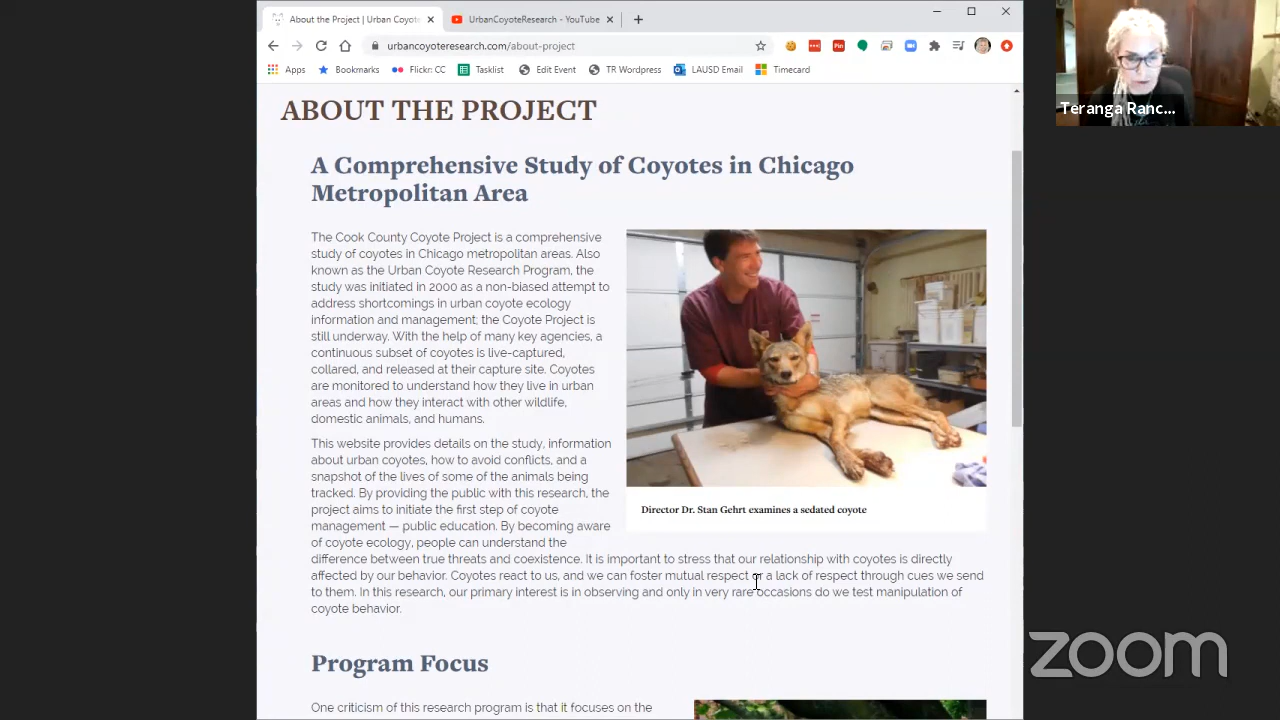 About the Project | Urban Coyote
UrbanCoyoteResearch - YouTube
urbancoyoteresearch.com/about-project
Apps
Bookmarks
Flickr: CC
Tasklist
Edit Event
TR Wordpress
LAUSD Email
Timecard
Teranga Ranc...
ABOUT THE PROJECT
A Comprehensive Study of Coyotes in Chicago
Metropolitan Area
The Cook County Coyote Project is a comprehensive
study of coyotes in Chicago metropolitan areas. Also
known as the Urban Coyote Research Program, the
study was initiated in 2000 as a non-biased attempt to
address shortcomings in urban coyote ecology
information and management; the Coyote Project is
still underway. With the help of many key agencies, a
continuous subset of coyotes is live-captured,
collared, and released at their capture site. Coyotes
are monitored to understand how they live in urban
areas and how they interact with other wildlife,
domestic animals, and humans.
This website provides details on the study, information
about urban coyotes, how to avoid conflicts, and a
snapshot of the lives of some of the animals being
tracked. By providing the public with this research, the
project aims to initiate the first step of coyote
management — public education. By becoming aware
of coyote ecology, people can understand the
difference between true threats and coexistence. It is important to stress that our relationship with coyotes is directly
affected by our behavior. Coyotes react to us, and we can foster mutual respect or a lack of respect through cues we send
to them. In this research, our primary interest is in observing and only in very rare occasions do we test manipulation of
coyote behavior.
Director Dr. Stan Gehrt examines a sedated coyote
Program Focus
One criticism of this research program is that it focuses on the
zoom